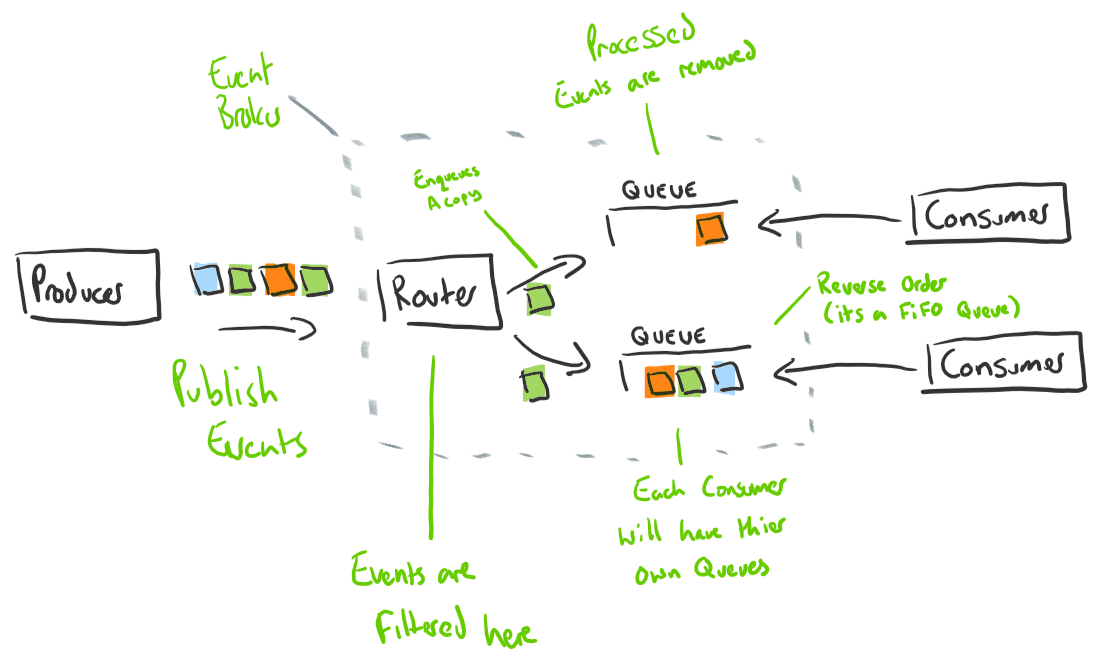 Processed
Events are removed
Event
Broker
Enqueues
A copy
QUEUE
Consumer
Producer
Router
Reverse Order
(its a FiFO Queue)
QUEUE
Consumer
Publish
Events
Each Consumer
will have thier
own Queues
Events are
Filtered here